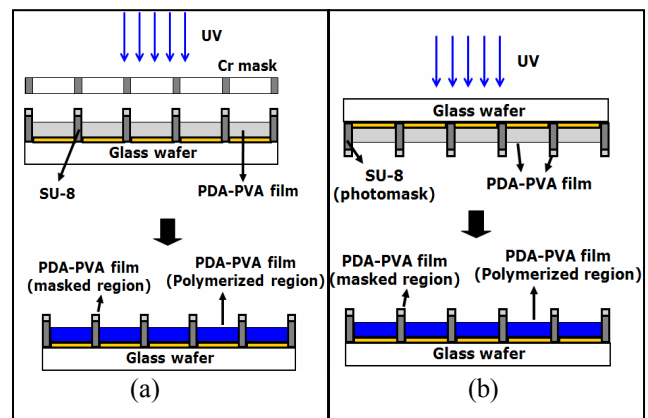 UV
Cr mask
Glass wafer
SU-8
PDA-PVA film
PDA-PVA film
(masked region)
PDA-PVA film
(Polymerized region)
Glass wafer
(a)
UV
Glass wafer
SU-8
(photomask)
PDA-PVA film
PDA-PVA film
(masked region)
PDA-PVA film
(Polymerized region)
Glass wafer
(b)